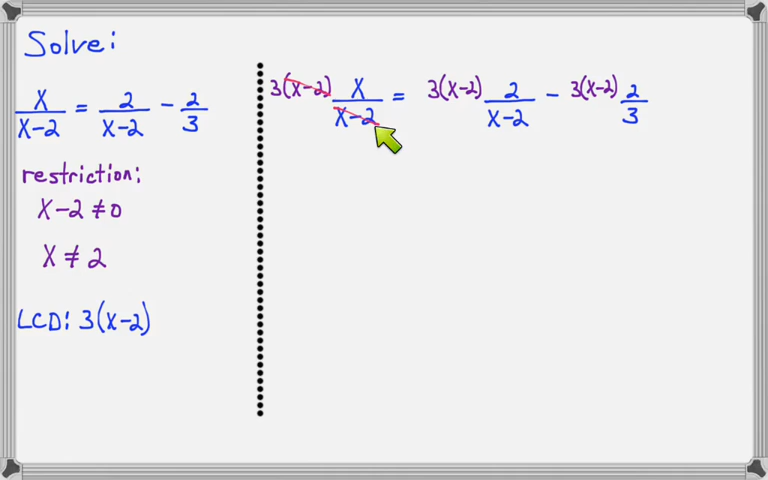 Solve:
x/(x-2) = 2/(x-2) - 2/3
restriction:
x-2 ≠ 0
x ≠ 2
LCD: 3(x-2)
3(x-2) x/(x-2) = 3(x-2) 2/(x-2) - 3(x-2) 2/3